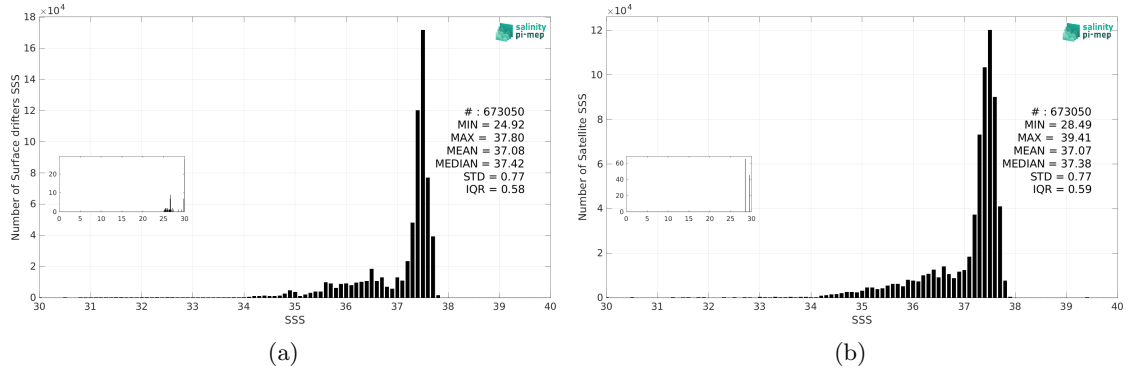 ×10⁴
18
16
14
12
10
8
6
4
2
0
Number of Surface drifters SSS
salinity
pi-mep
# : 673050
MIN = 24.92
MAX = 37.80
MEAN = 37.08
MEDIAN = 37.42
STD = 0.77
IQR = 0.58
20
10
0
0 5 10 15 20 25 30
30 31 32 33 34 35 36 37 38 39 40
SSS
(a)
×10⁴
12
10
8
6
4
2
0
Number of Satellite SSS
salinity
pi-mep
# : 673050
MIN = 28.49
MAX = 39.41
MEAN = 37.07
MEDIAN = 37.38
STD = 0.77
IQR = 0.59
60
40
20
0
0 5 10 15 20 25 30
30 31 32 33 34 35 36 37 38 39 40
SSS
(b)